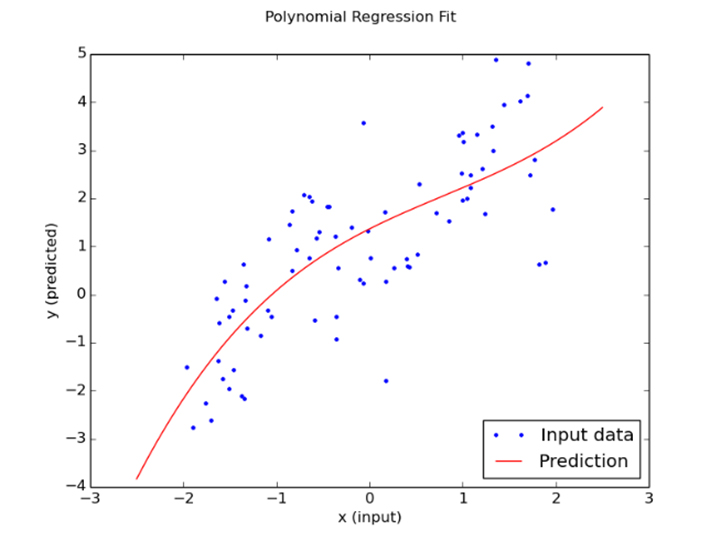 Polynomial Regression Fit
5
4
3
2
1
0
−1
−2
−3
−4
y (predicted)
−3 −2 −1 0 1 2 3
x (input)
Input data
Prediction